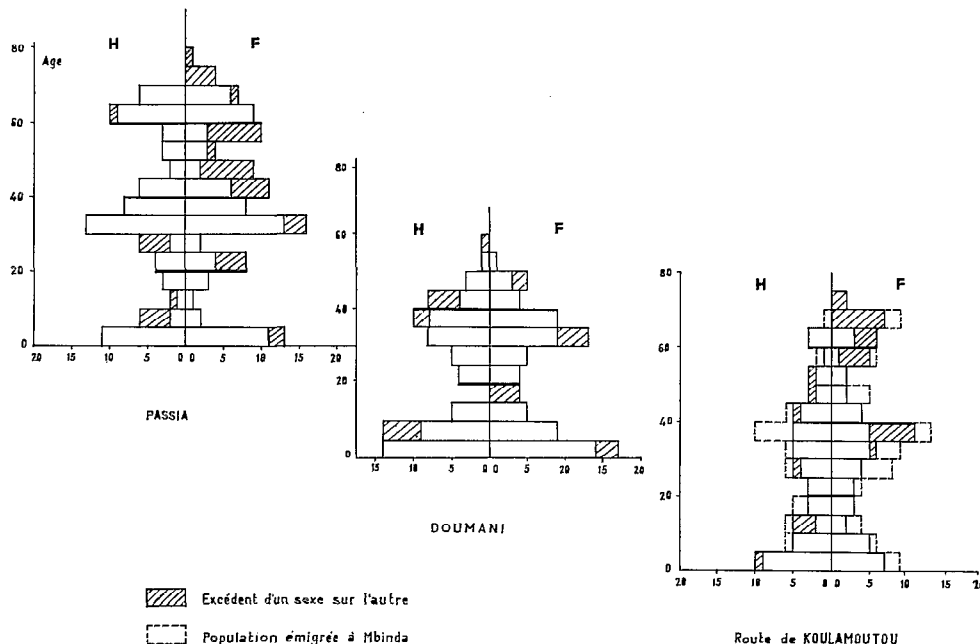 80
Age
H
F
60
40
20
0
20 15 10 5 0 0 5 10 15 20
PASSIA
80
H
F
60
40
20
0
15 10 5 0 0 5 20 15 20
DOUMANI
80
H
F
60
40
20
0
20 15 10 5 0 0 5 10 15 20
Route de KOULAMOUTOU
Excédent d'un sexe sur l'autre
Population émigrée à Mbinda